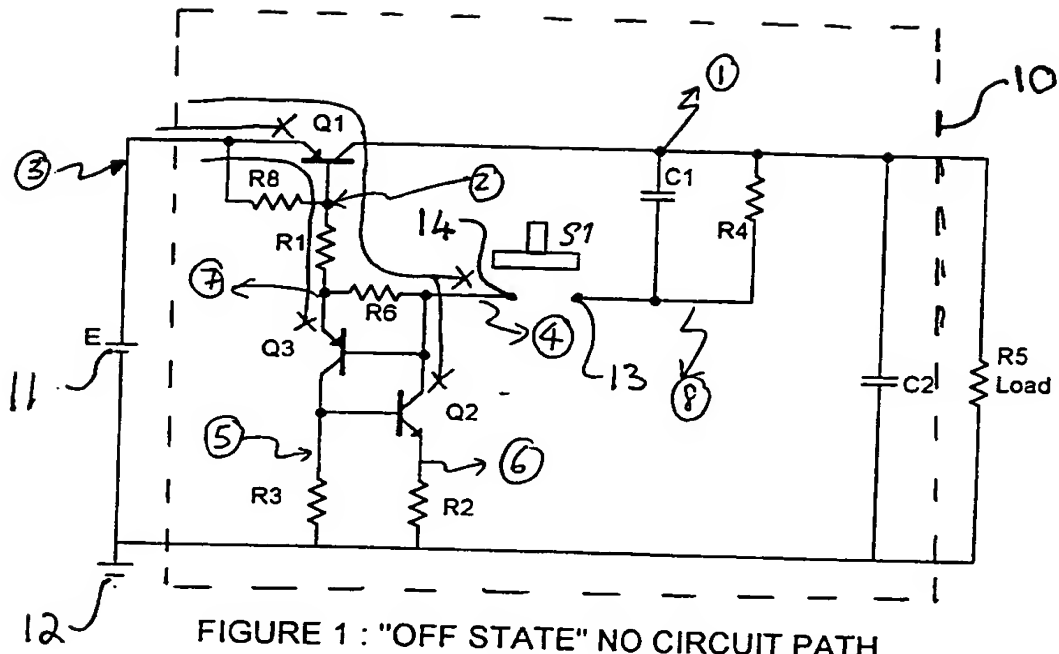 ① 10
Q1
③ C1
R8 ② 14 S1 R4
R1
⑦ R6
Q3 ④ 13 R5
E Load
11 ⑧ C2
Q2
⑤ ⑥
R3 R2
12
FIGURE 1 : "OFF STATE" NO CIRCUIT PATH